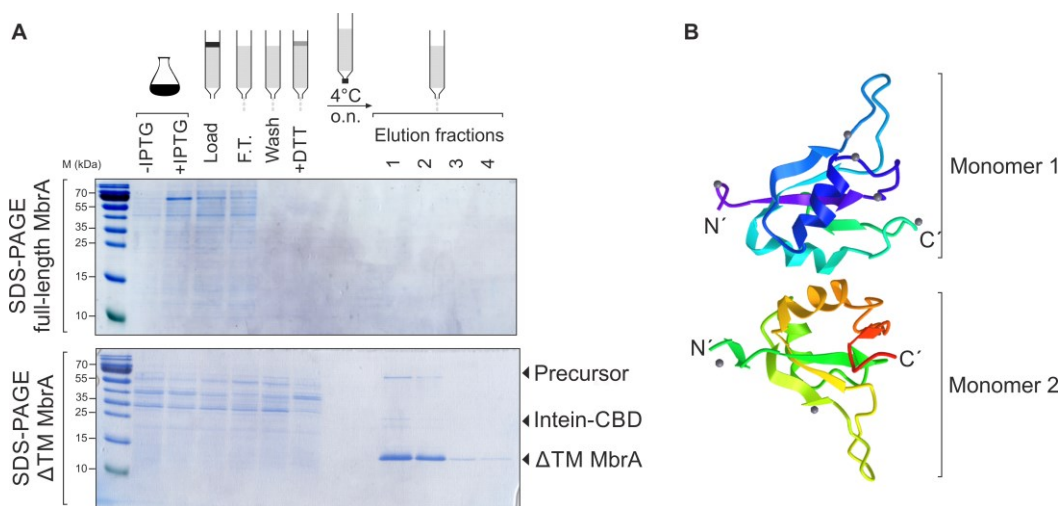 A
B
4°C
o.n.
Elution fractions
M (kDa)
-IPTG
+IPTG
Load
F.T.
Wash
+DTT
1
2
3
4
SDS-PAGE
full-length MbrA
70
55
35
25
15
10
SDS-PAGE
ΔTM MbrA
70
55
35
25
15
10
Precursor
Intein-CBD
ΔTM MbrA
Monomer 1
N´
C´
Monomer 2
N´
C´